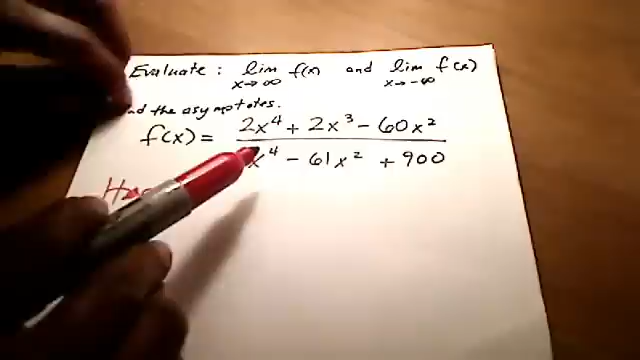 Evaluate: lim x→∞ f(x) and lim x→-∞ f(x)
the asymptotes.
f(x) = (2x⁴ + 2x³ - 60x²) / (x⁴ - 61x² + 900)